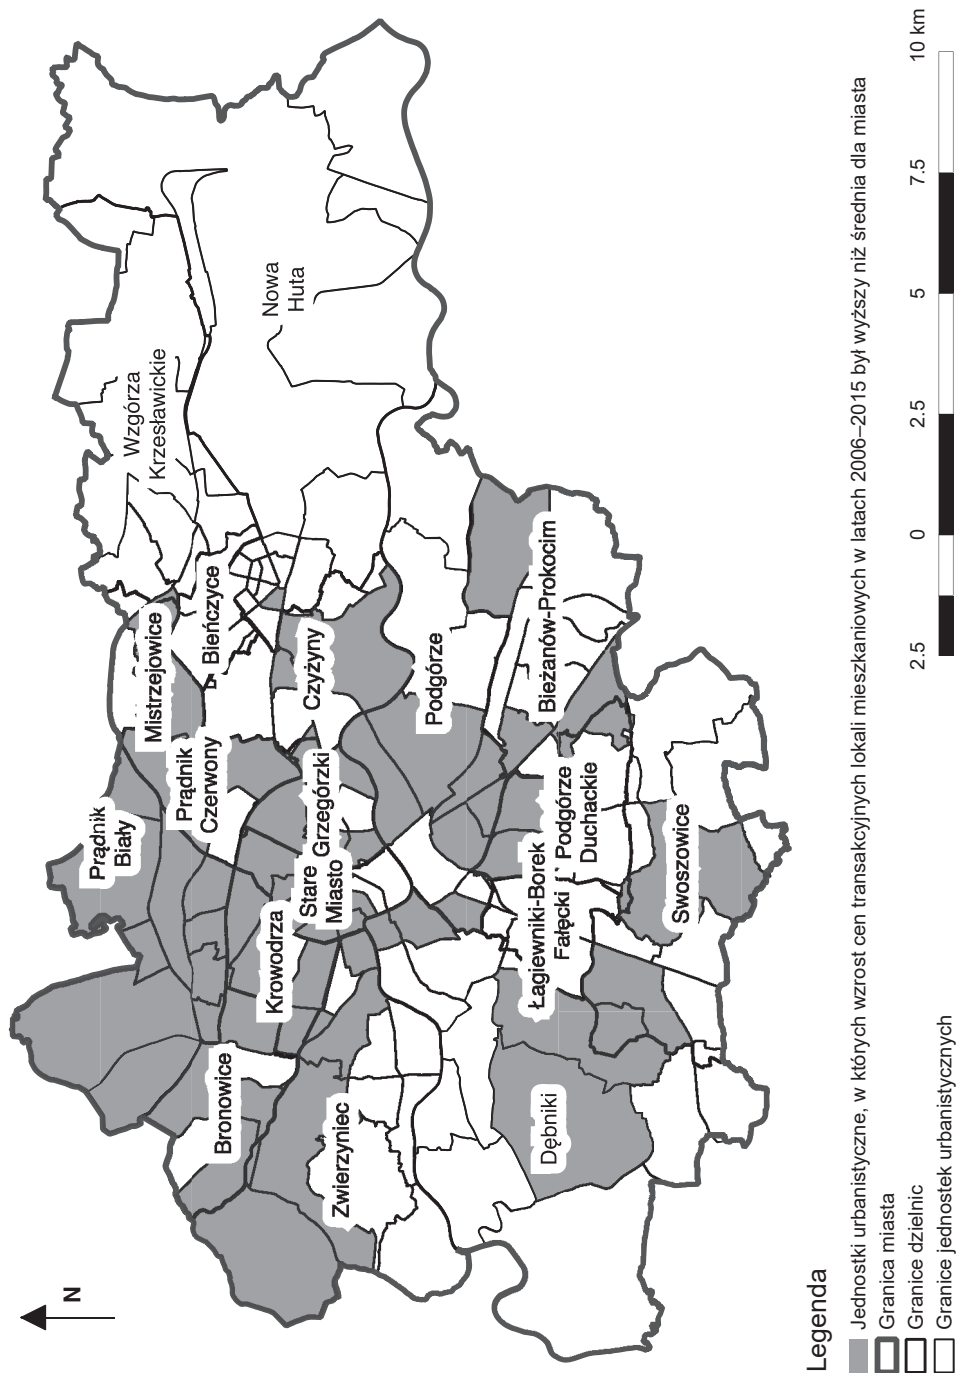 N
Prądnik
Biały
Mistrzejowice
Wzgórza
Krzesławickie
Prądnik
Czerwony
Bieńczyce
Bronowice
Krowodrza
Nowa
Huta
Stare
Miasto
Grzegórzki
Czyżyny
Zwierzyniec
Podgórze
Dębniki
Łagiewniki-Borek
Fałęcki
Podgórze
Duchackie
Bieżanów-Prokocim
Swoszowice
Legenda
Jednostki urbanistyczne, w których wzrost cen transakcyjnych lokali mieszkaniowych w latach 2006–2015 był wyższy niż średnia dla miasta
Granica miasta
Granice dzielnic
Granice jednostek urbanistycznych
2.5 0 2.5 5 7.5 10 km